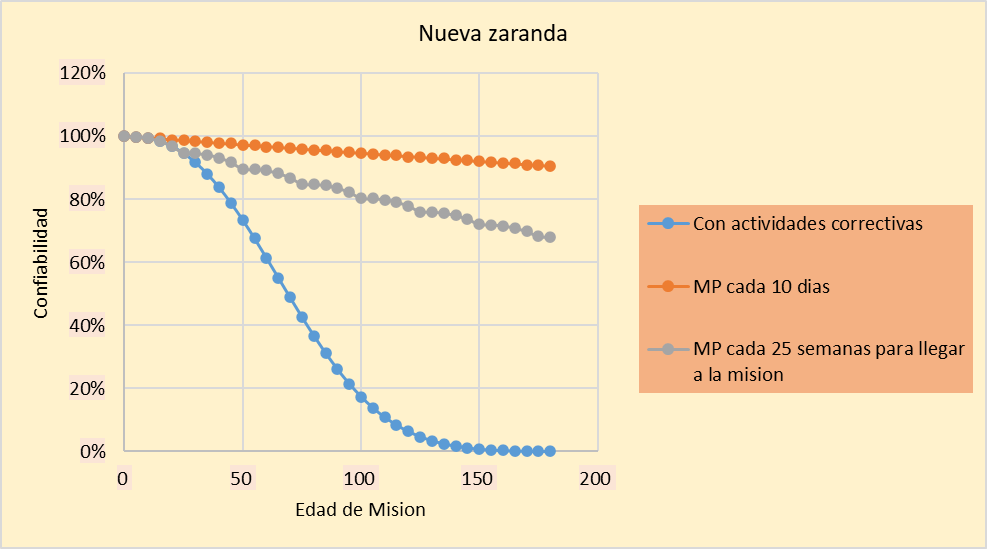 Nueva zaranda
120%
100%
80%
60%
40%
20%
0%
Confiabilidad
0 50 100 150 200
Edad de Mision
Con actividades correctivas
MP cada 10 dias
MP cada 25 semanas para llegar
a la mision